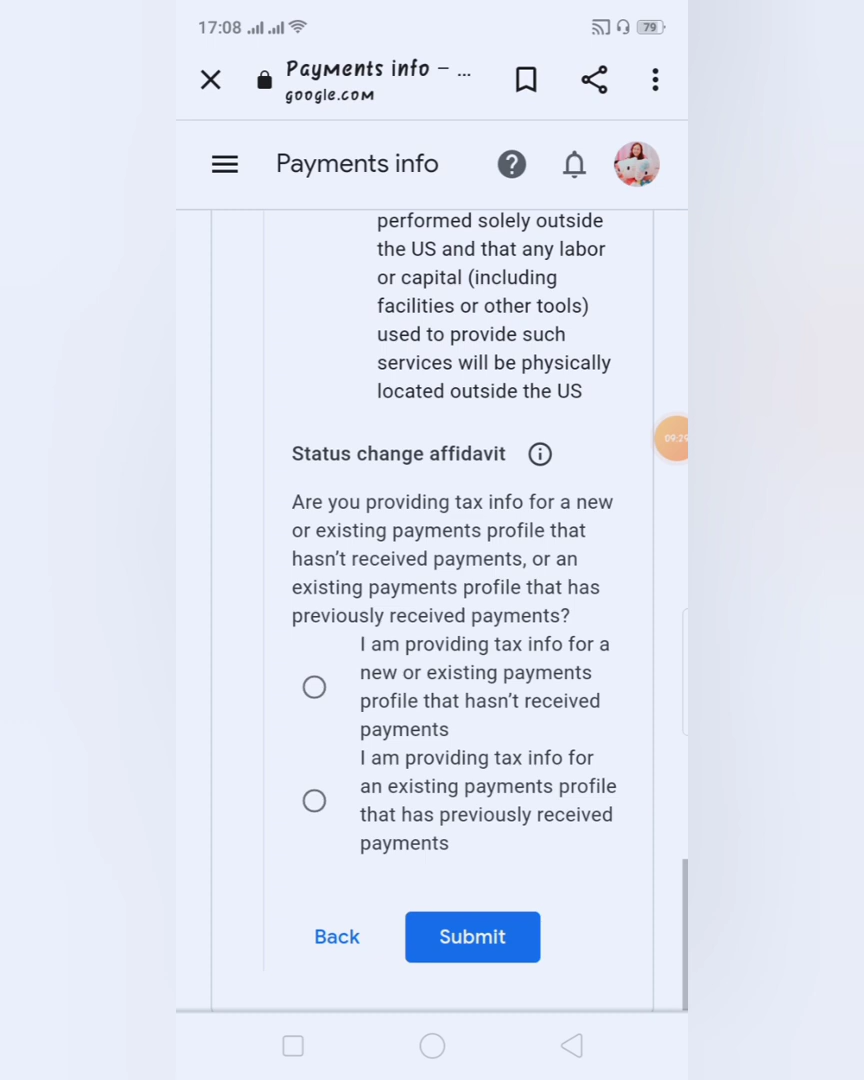 17:08
79
Payments info – ...
google.com
Payments info
performed solely outside
the US and that any labor
or capital (including
facilities or other tools)
used to provide such
services will be physically
located outside the US
09:29
Status change affidavit
Are you providing tax info for a new
or existing payments profile that
hasn't received payments, or an
existing payments profile that has
previously received payments?
I am providing tax info for a
new or existing payments
profile that hasn't received
payments
I am providing tax info for
an existing payments profile
that has previously received
payments
Back
Submit